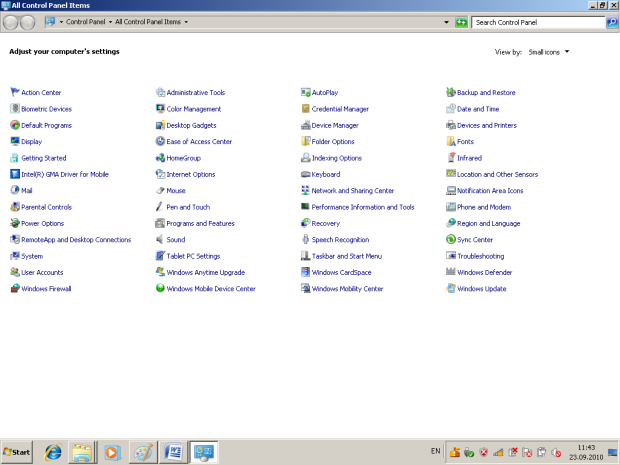 All Control Panel Items
Control Panel
All Control Panel Items
Search Control Panel
Adjust your computer's settings
View by: Small icons
Action Center
Administrative Tools
AutoPlay
Backup and Restore
Biometric Devices
Color Management
Credential Manager
Date and Time
Default Programs
Desktop Gadgets
Device Manager
Devices and Printers
Display
Ease of Access Center
Folder Options
Fonts
Getting Started
HomeGroup
Indexing Options
Infrared
Intel(R) GMA Driver for Mobile
Internet Options
Keyboard
Location and Other Sensors
Mail
Mouse
Network and Sharing Center
Notification Area Icons
Parental Controls
Pen and Touch
Performance Information and Tools
Phone and Modem
Power Options
Programs and Features
Recovery
Region and Language
RemoteApp and Desktop Connections
Sound
Speech Recognition
Sync Center
System
Tablet PC Settings
Taskbar and Start Menu
Troubleshooting
User Accounts
Windows Anytime Upgrade
Windows CardSpace
Windows Defender
Windows Firewall
Windows Mobile Device Center
Windows Mobility Center
Windows Update
Start
EN
11:43
23.09.2010